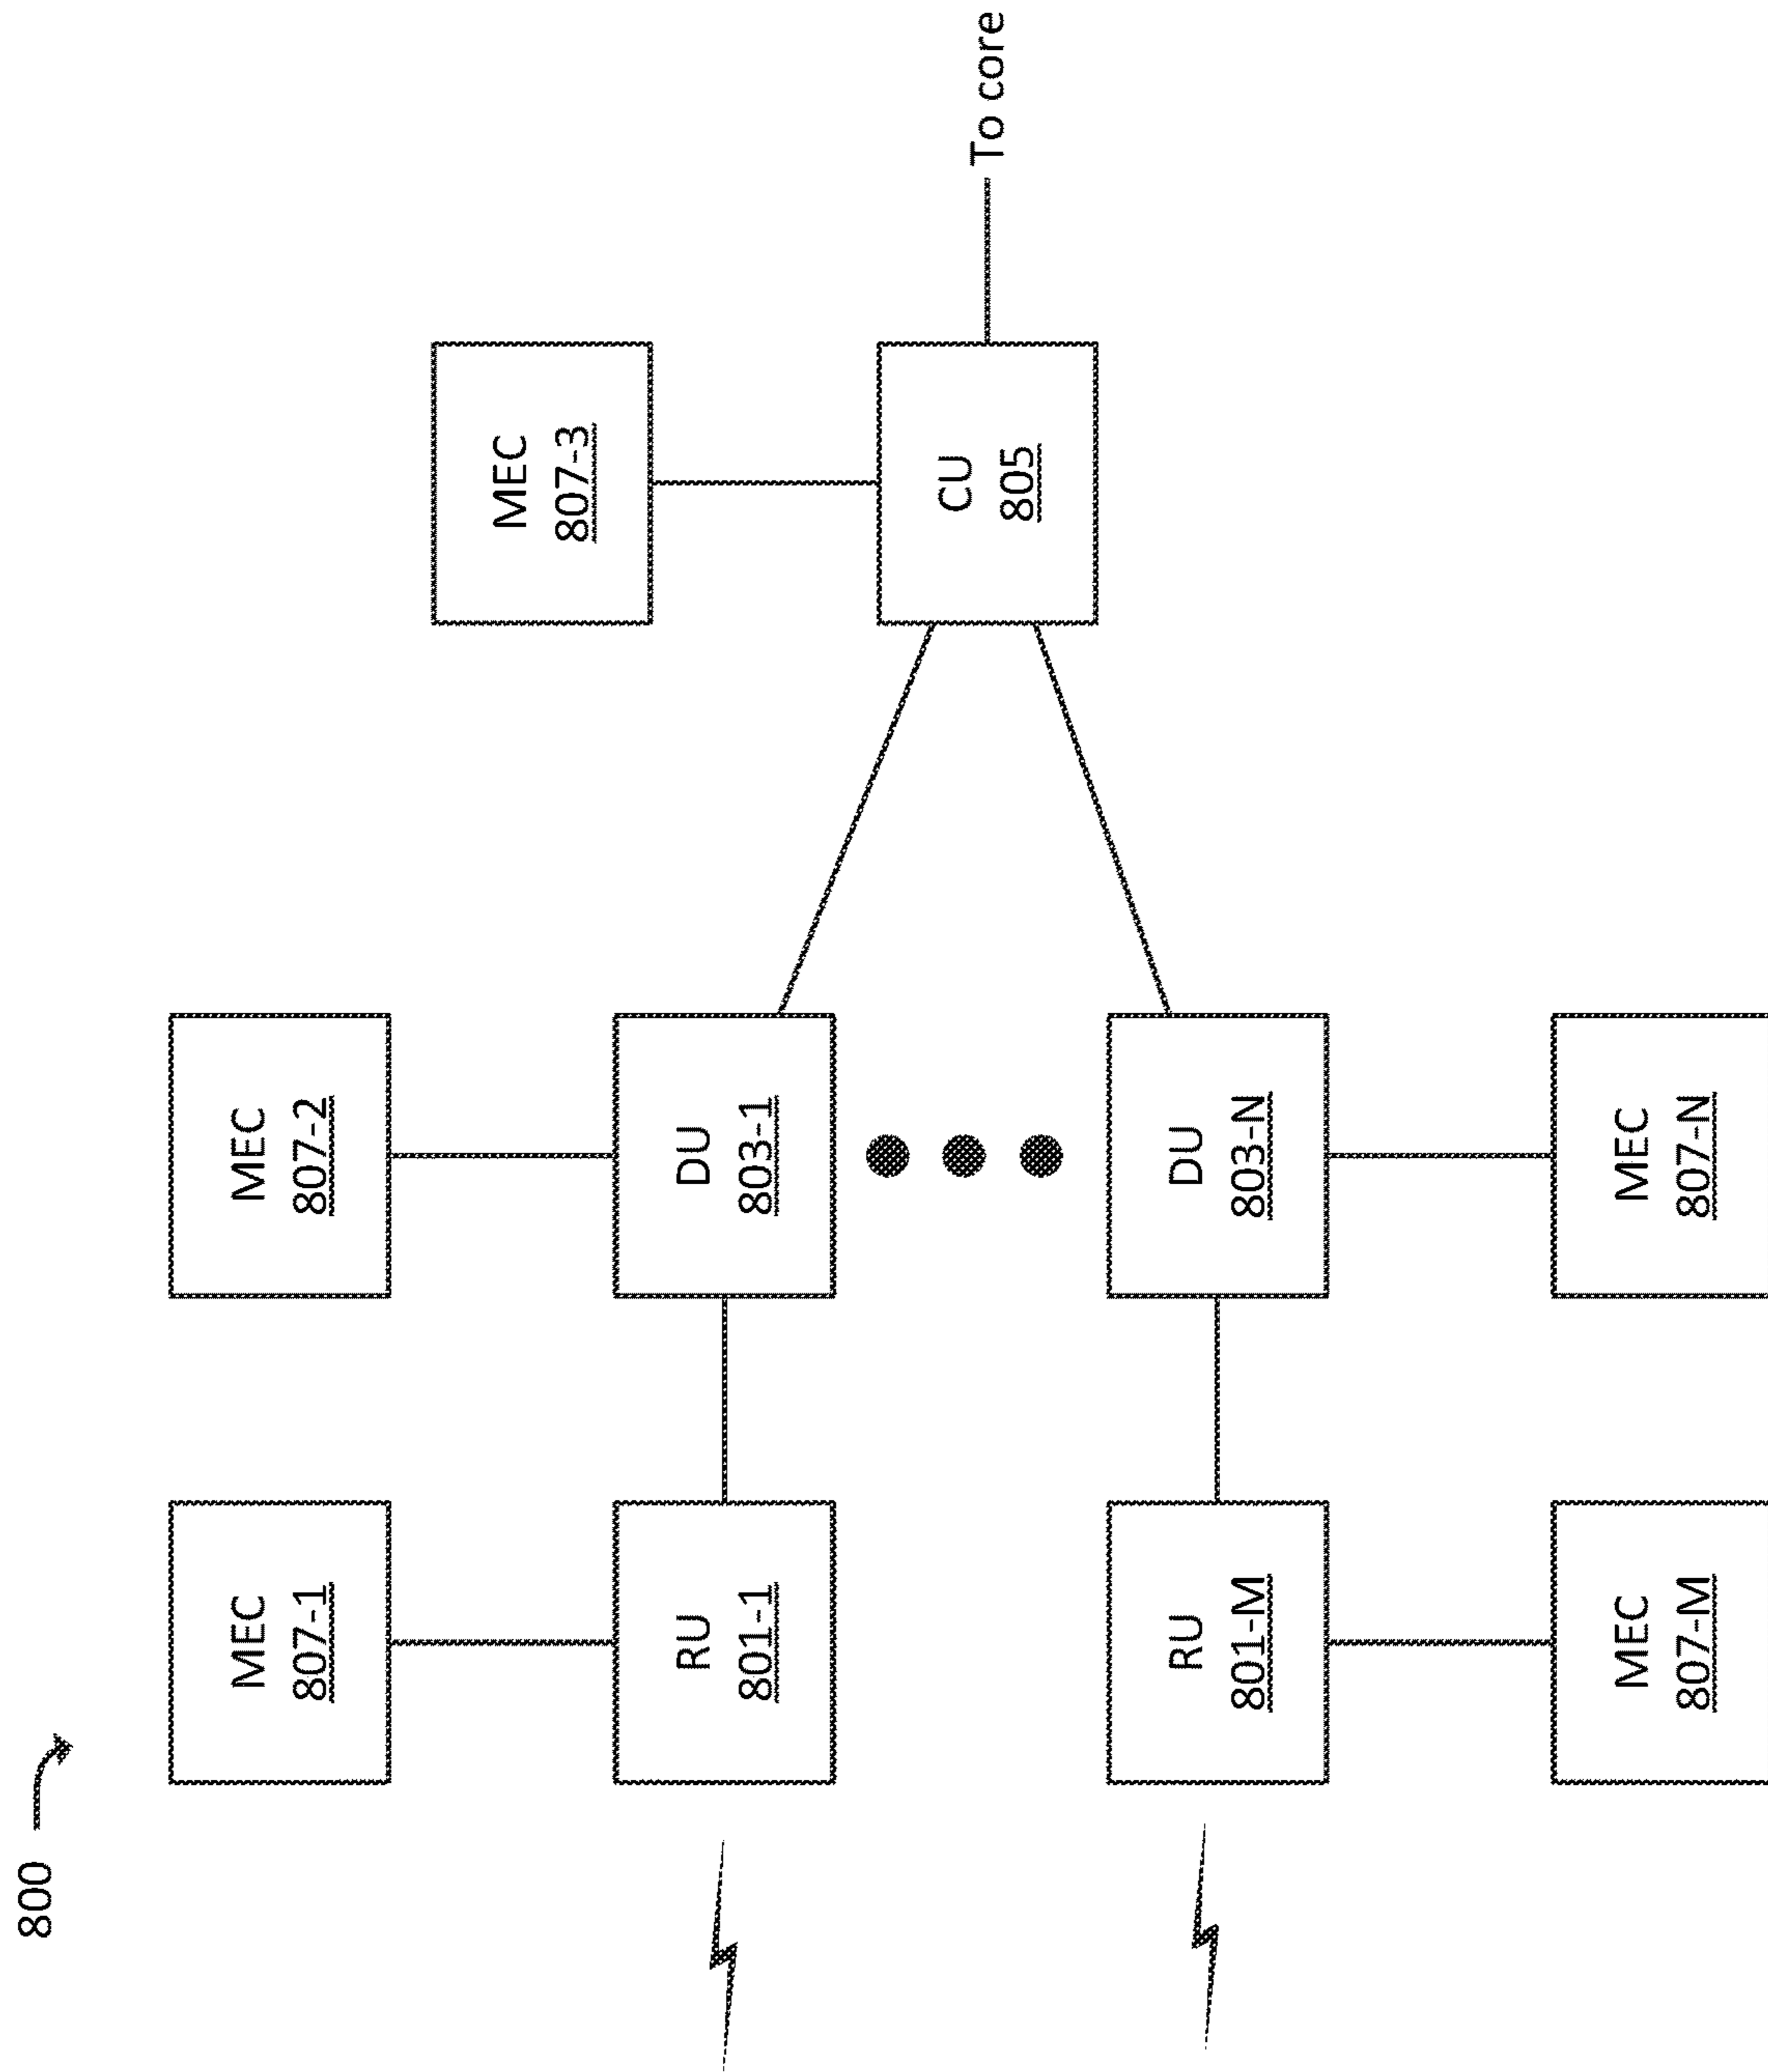 800
MEC
807-1
MEC
807-2
MEC
807-3
RU
801-1
DU
803-1
CU
805
To core
RU
801-M
DU
803-N
MEC
807-M
MEC
807-N